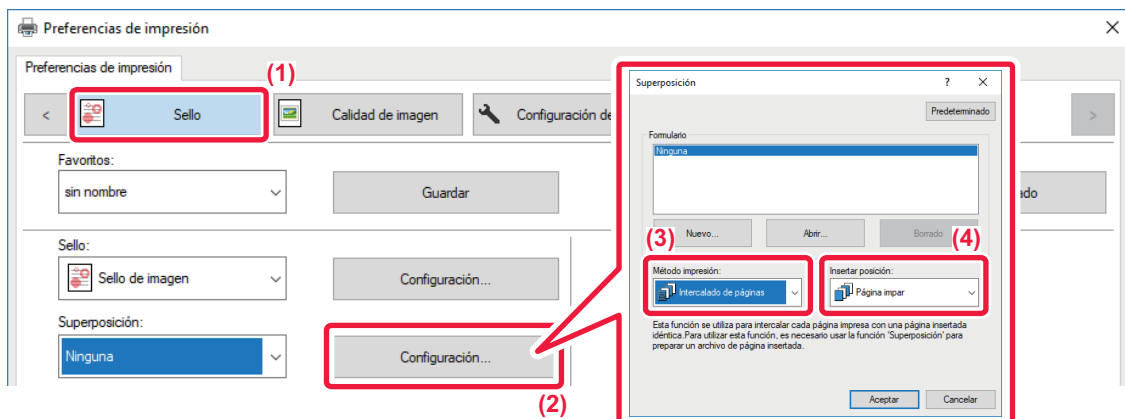 Preferencias de impresión
Preferencias de impresión
(1)
<
Sello
Calidad de imagen
Configuración de
>
Favoritos:
sin nombre
Guardar
ado
Sello:
Sello de imagen
Configuración...
Superposición:
Ninguna
Configuración...
(2)
Superposición
?
Predeterminado
Formulario
Ninguna
Nuevo...
Abrir...
Borrado
(3)
(4)
Método impresión:
Insertar posición:
Intercalado de páginas
Página impar
Esta función se utiliza para intercalar cada página impresa con una página insertada
idéntica.Para utilizar esta función, es necesario usar la función 'Superposición' para
preparar un archivo de página insertada.
Aceptar
Cancelar